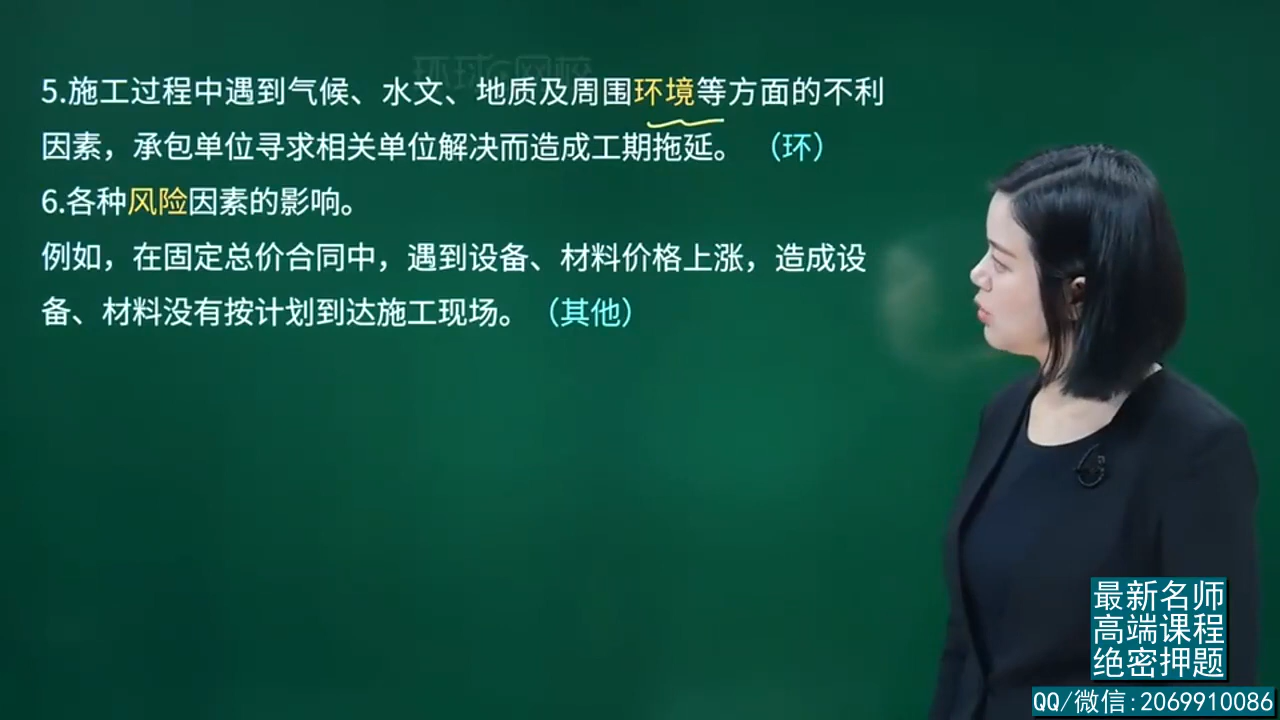 环球网校
5.施工过程中遇到气候、水文、地质及周围环境等方面的不利
因素，承包单位寻求相关单位解决而造成工期拖延。（环）
6.各种风险因素的影响。
例如，在固定总价合同中，遇到设备、材料价格上涨，造成设
备、材料没有按计划到达施工现场。（其他）
最新名师
高端课程
绝密押题
QQ/微信:2069910086